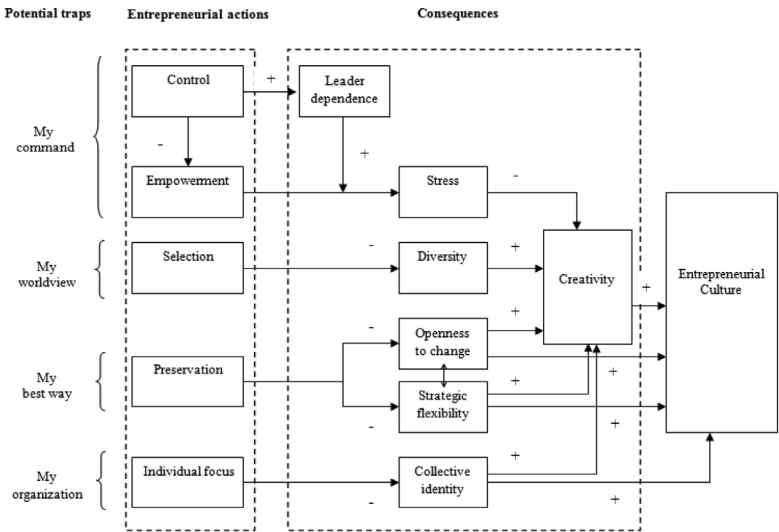 Potential traps
Entrepreneurial actions
Consequences
My
command
Control
+
Leader
dependence
-
+
Empowerment
Stress
-
My
worldview
Selection
-
Diversity
+
Creativity
+
Entrepreneurial
Culture
My
best way
Preservation
-
Openness
to change
+
+
-
Strategic
flexibility
+
+
My
organization
Individual focus
-
Collective
identity
+
+